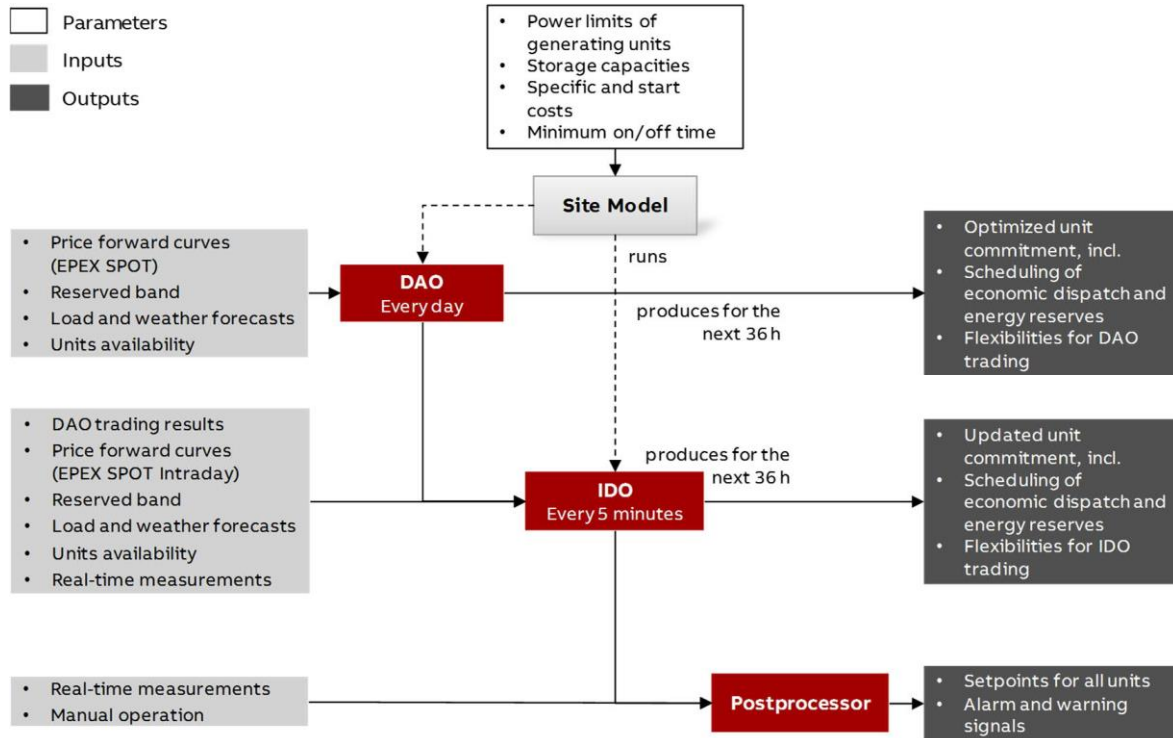 Parameters
Inputs
Outputs
• Power limits of
generating units
• Storage capacities
• Specific and start
costs
• Minimum on/off time
Site Model
runs
• Price forward curves
(EPEX SPOT)
• Reserved band
• Load and weather forecasts
• Units availability
DAO
Every day
produces for the
next 36 h
• Optimized unit
commitment, incl.
• Scheduling of
economic dispatch and
energy reserves
• Flexibilities for DAO
trading
• DAO trading results
• Price forward curves
(EPEX SPOT Intraday)
• Reserved band
• Load and weather forecasts
• Units availability
• Real-time measurements
IDO
Every 5 minutes
produces for the
next 36 h
• Updated unit
commitment, incl.
• Scheduling of
economic dispatch and
energy reserves
• Flexibilities for IDO
trading
• Real-time measurements
• Manual operation
Postprocessor
• Setpoints for all units
• Alarm and warning
signals